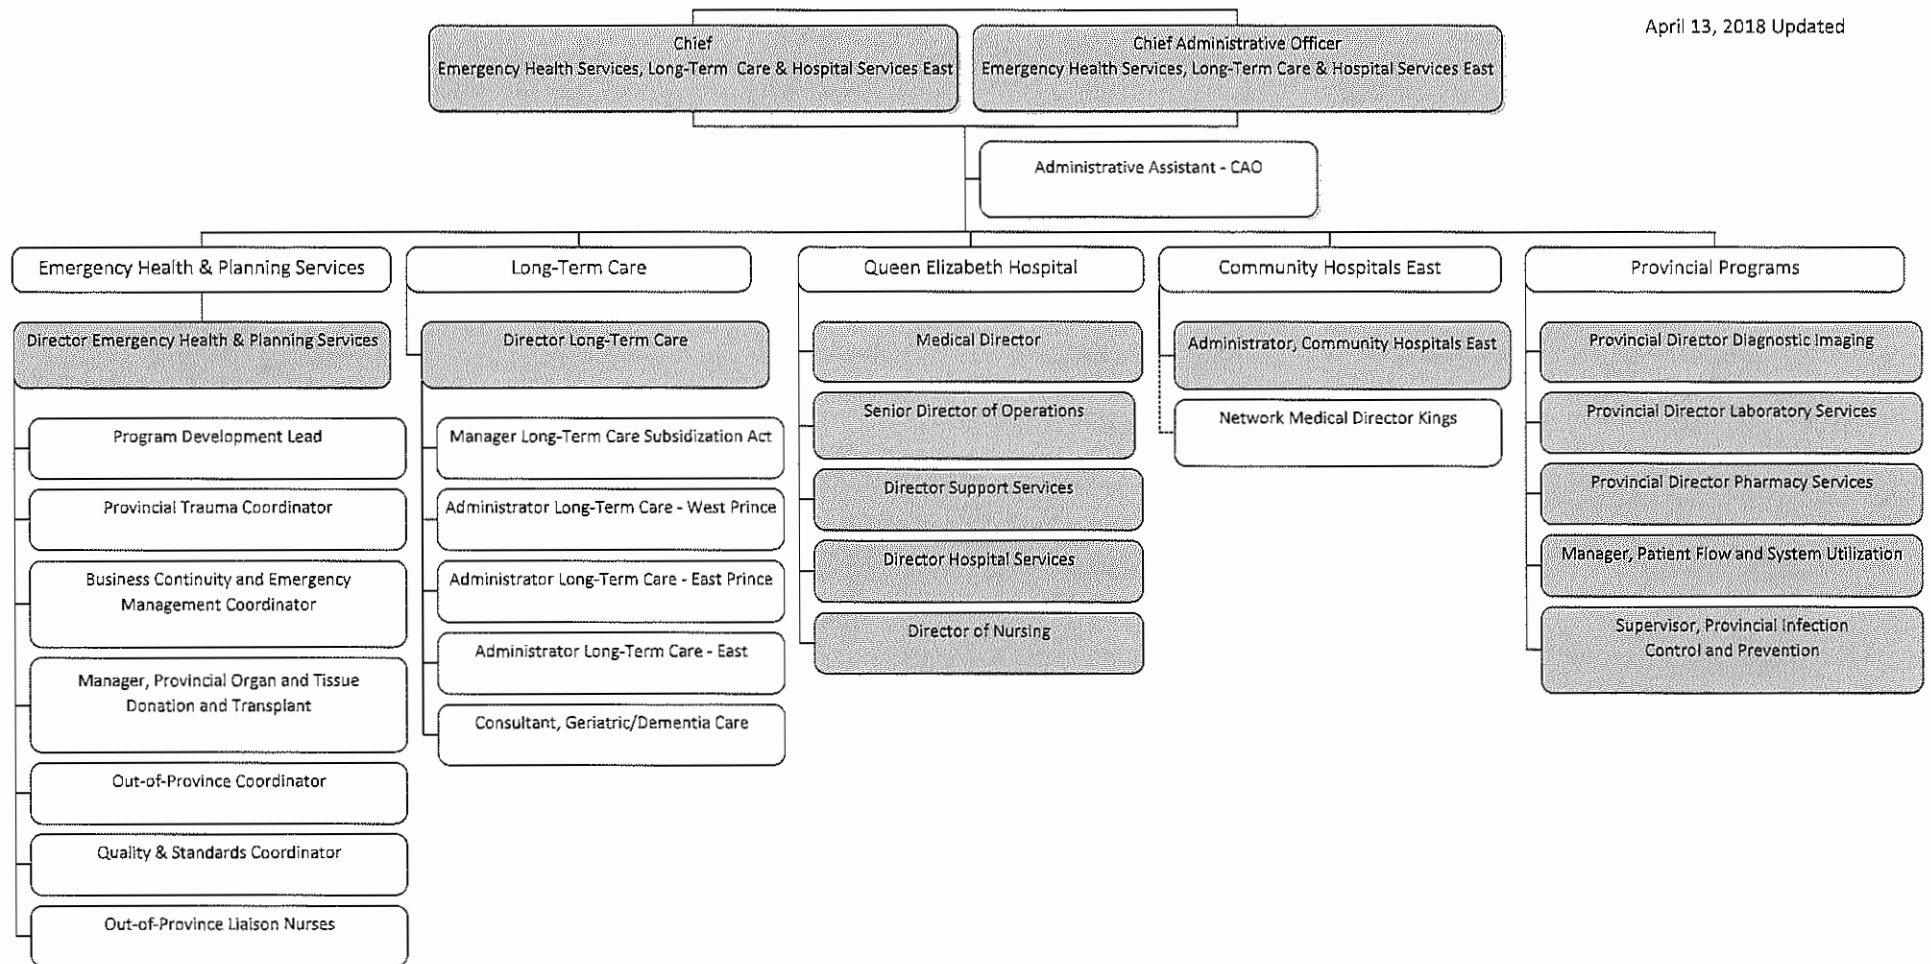 April 13, 2018 Updated
Chief
Emergency Health Services, Long-Term Care & Hospital Services East
Chief Administrative Officer
Emergency Health Services, Long-Term Care & Hospital Services East
Administrative Assistant - CAO
Emergency Health & Planning Services
Long-Term Care
Queen Elizabeth Hospital
Community Hospitals East
Provincial Programs
Director Emergency Health & Planning Services
Program Development Lead
Provincial Trauma Coordinator
Business Continuity and Emergency
Management Coordinator
Manager, Provincial Organ and Tissue
Donation and Transplant
Out-of-Province Coordinator
Quality & Standards Coordinator
Out-of-Province Liaison Nurses
Director Long-Term Care
Manager Long-Term Care Subsidization Act
Administrator Long-Term Care - West Prince
Administrator Long-Term Care - East Prince
Administrator Long-Term Care - East
Consultant, Geriatric/Dementia Care
Medical Director
Senior Director of Operations
Director Support Services
Director Hospital Services
Director of Nursing
Administrator, Community Hospitals East
Network Medical Director Kings
Provincial Director Diagnostic Imaging
Provincial Director Laboratory Services
Provincial Director Pharmacy Services
Manager, Patient Flow and System Utilization
Supervisor, Provincial Infection
Control and Prevention